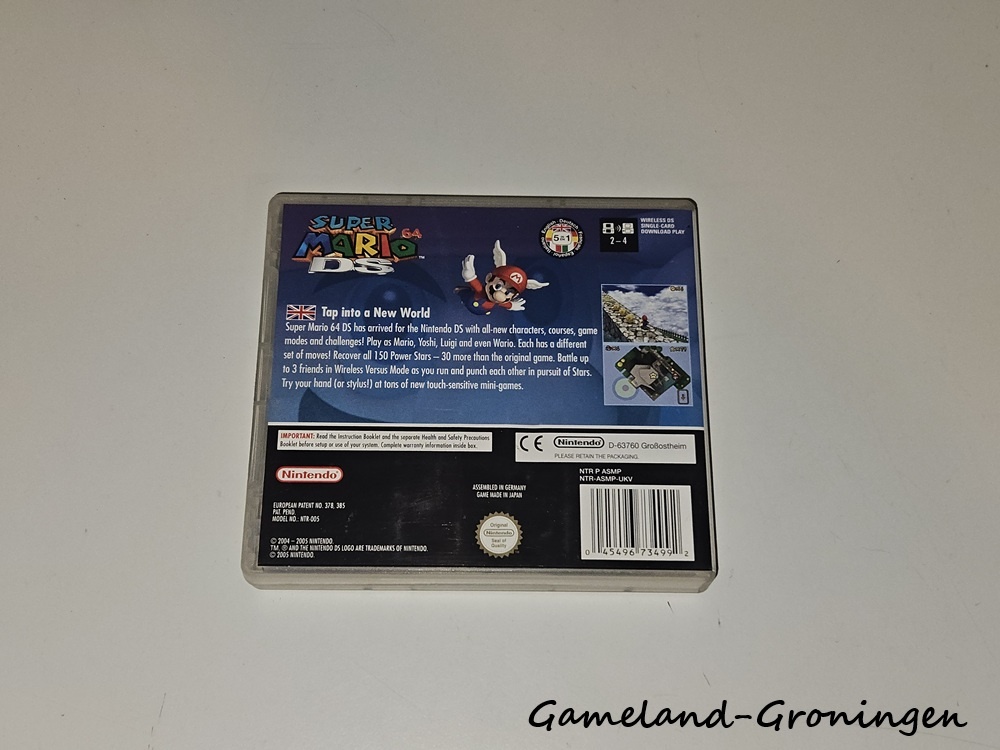 SUPER
MARIO 64
DS ™
English · Deutsch
5 in 1
Español
2 – 4
WIRELESS DS
SINGLE-CARD
DOWNLOAD PLAY
Tap into a New World
Super Mario 64 DS has arrived for the Nintendo DS with all-new characters, courses, game
modes and challenges! Play as Mario, Yoshi, Luigi and even Wario. Each has a different
set of moves! Recover all 150 Power Stars – 30 more than the original game. Battle up
to 3 friends in Wireless Versus Mode as you run and punch each other in pursuit of Stars.
Try your hand (or stylus!) at tons of new touch-sensitive mini-games.
IMPORTANT: Read the Instruction Booklet and the separate Health and Safety Precautions
Booklet before setup or use of your system. Complete warranty information inside box.
CE Nintendo D-63760 Großostheim
PLEASE RETAIN THE PACKAGING.
Nintendo
ASSEMBLED IN GERMANY
GAME MADE IN JAPAN
NTR P ASMP
NTR-ASMP-UKV
EUROPEAN PATENT NO. 378, 385
PAT. PEND.
MODEL NO.: NTR-005
Original
Nintendo
Seal of
Quality
© 2004 – 2005 NINTENDO.
TM, ® AND THE NINTENDO DS LOGO ARE TRADEMARKS OF NINTENDO.
© 2005 NINTENDO.
0 45496 73499 2
Gameland-Groningen